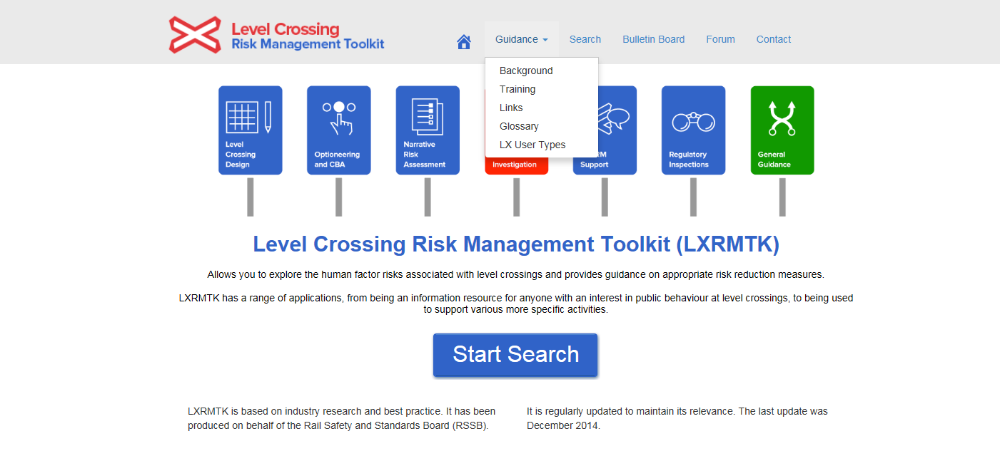 Level Crossing
Risk Management Toolkit
Guidance
Search
Bulletin Board
Forum
Contact
Background
Training
Links
Glossary
LX User Types
Level
Crossing
Design
Optioneering
and CBA
Narrative
Risk
Assessment
Investigation
Support
Regulatory
Inspections
General
Guidance
Level Crossing Risk Management Toolkit (LXRMTK)
Allows you to explore the human factor risks associated with level crossings and provides guidance on appropriate risk reduction measures.
LXRMTK has a range of applications, from being an information resource for anyone with an interest in public behaviour at level crossings, to being used
to support various more specific activities.
Start Search
LXRMTK is based on industry research and best practice. It has been
produced on behalf of the Rail Safety and Standards Board (RSSB).
It is regularly updated to maintain its relevance. The last update was
December 2014.